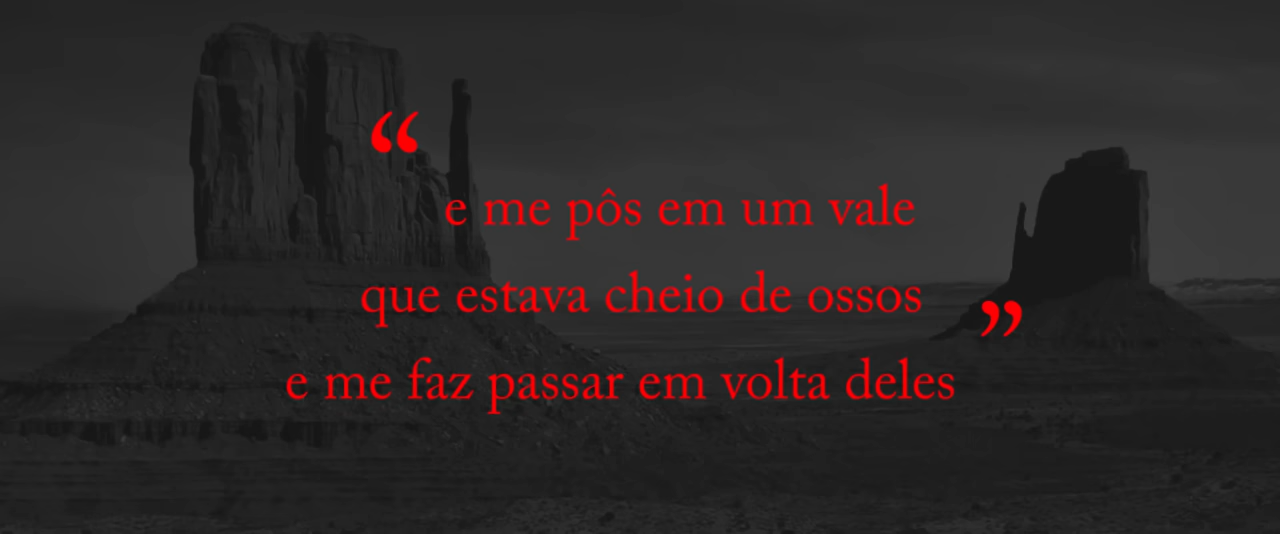 “
e me pôs em um vale
que estava cheio de ossos
”
e me faz passar em volta deles